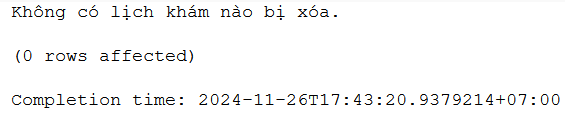 Không có lịch khám nào bị xóa.
(0 rows affected)
Completion time: 2024-11-26T17:43:20.9379214+07:00